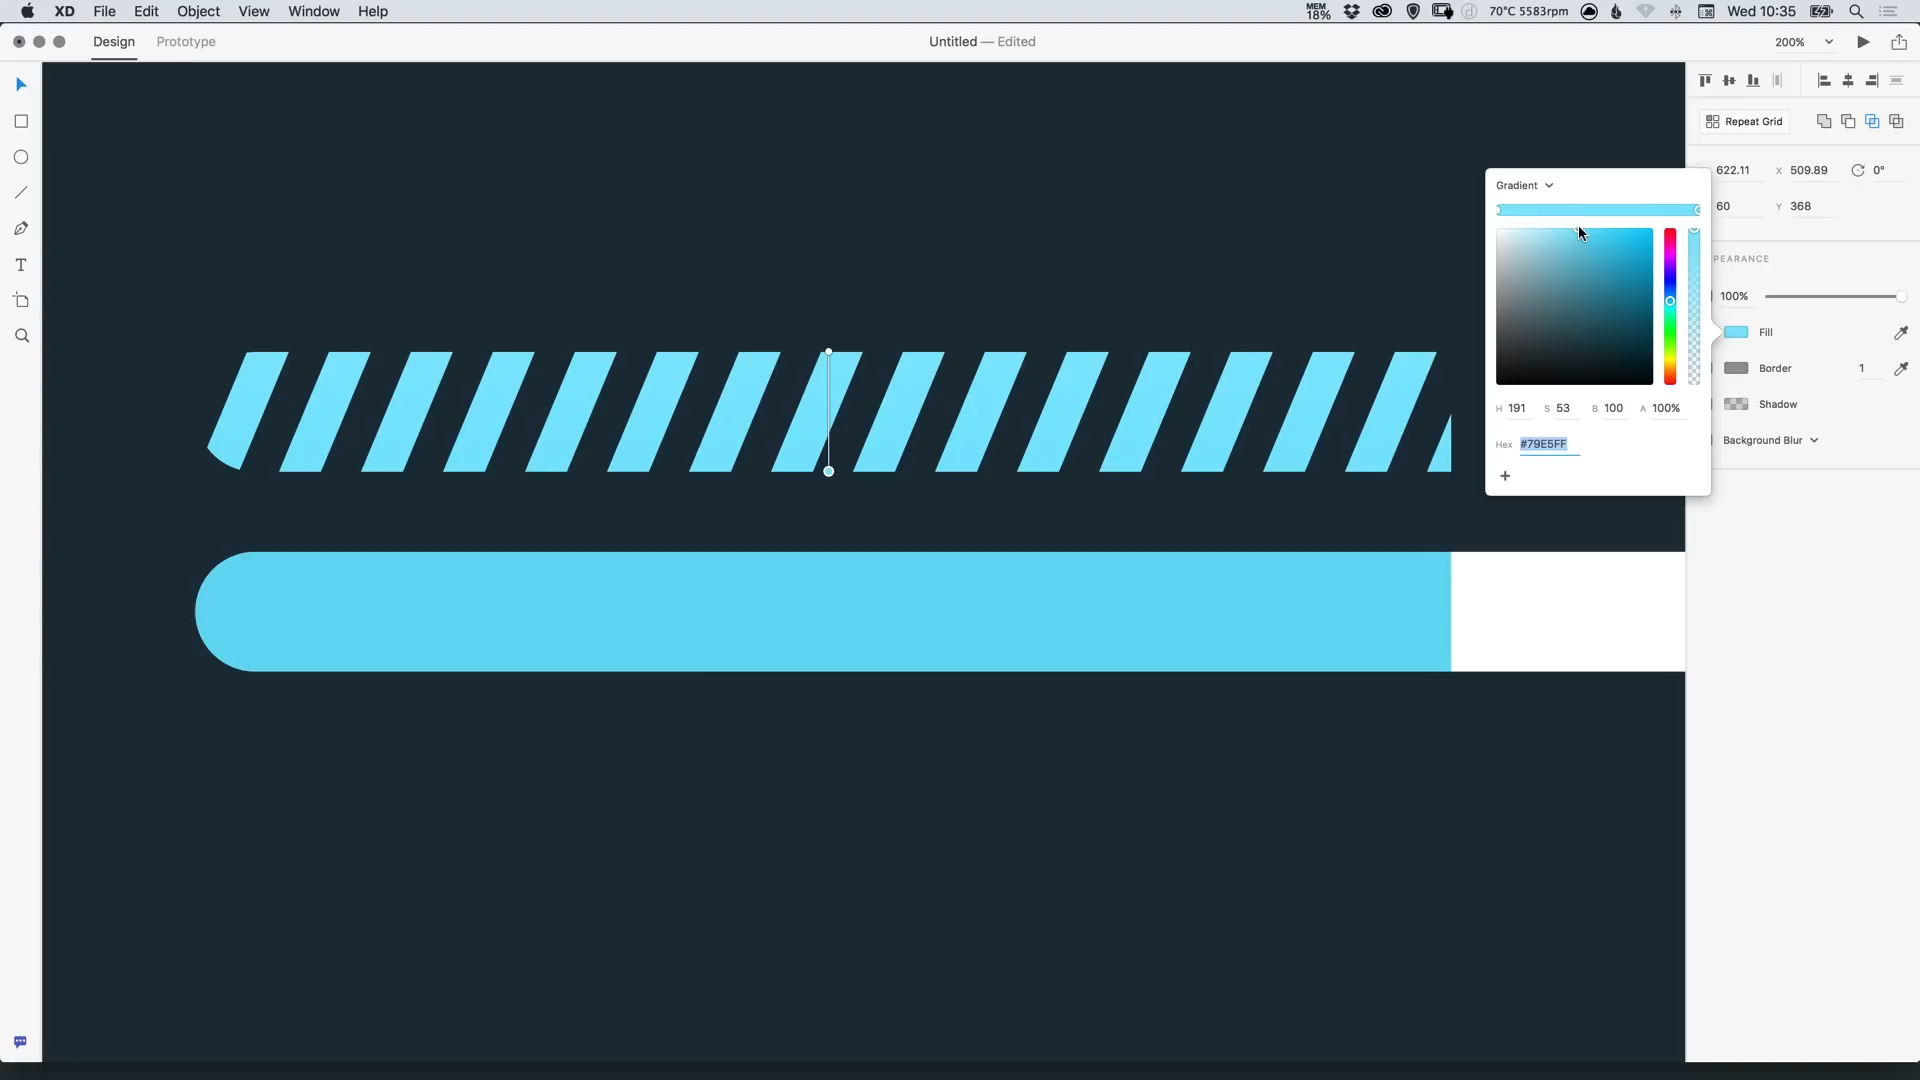 XD File Edit Object View Window Help
MEM 18% 70°C 5583rpm Wed 10:35
Design Prototype
Untitled — Edited
200%
Repeat Grid
622.11 X 509.89 0°
60 Y 368
Gradient
PEARANCE
100%
Fill
Border 1
Shadow
Background Blur
H 191 S 53 B 100 A 100%
Hex #79E5FF
+
T